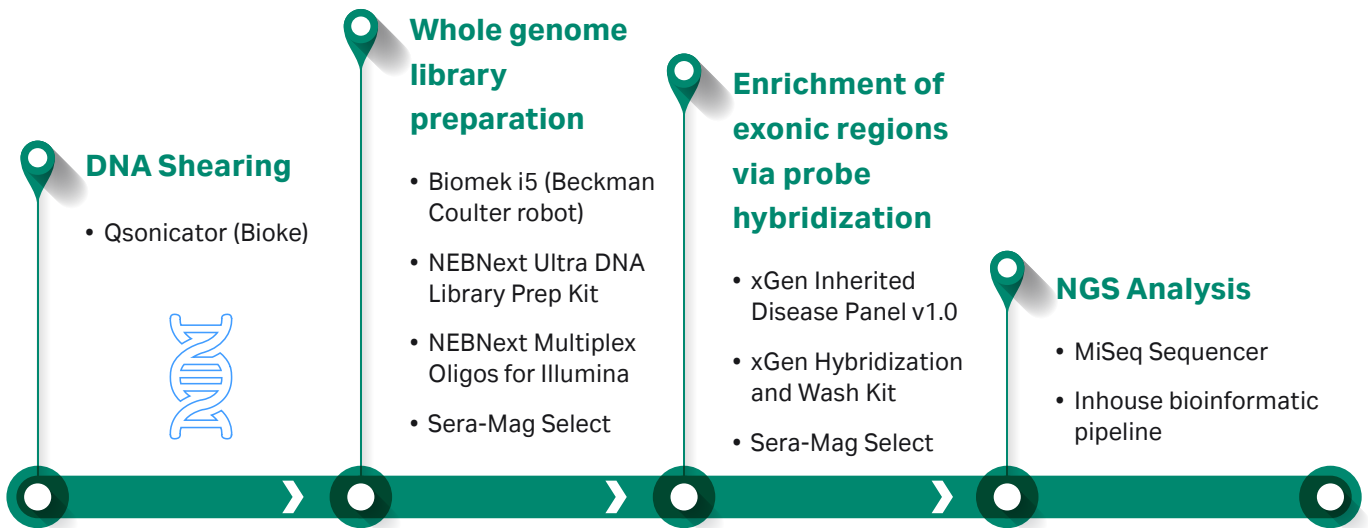 DNA Shearing
• Qsonicator (Bioke)
Whole genome
library
preparation
• Biomek i5 (Beckman
Coulter robot)
• NEBNext Ultra DNA
Library Prep Kit
• NEBNext Multiplex
Oligos for Illumina
• Sera-Mag Select
Enrichment of
exonic regions
via probe
hybridization
• xGen Inherited
Disease Panel v1.0
• xGen Hybridization
and Wash Kit
• Sera-Mag Select
NGS Analysis
• MiSeq Sequencer
• Inhouse bioinformatic
pipeline